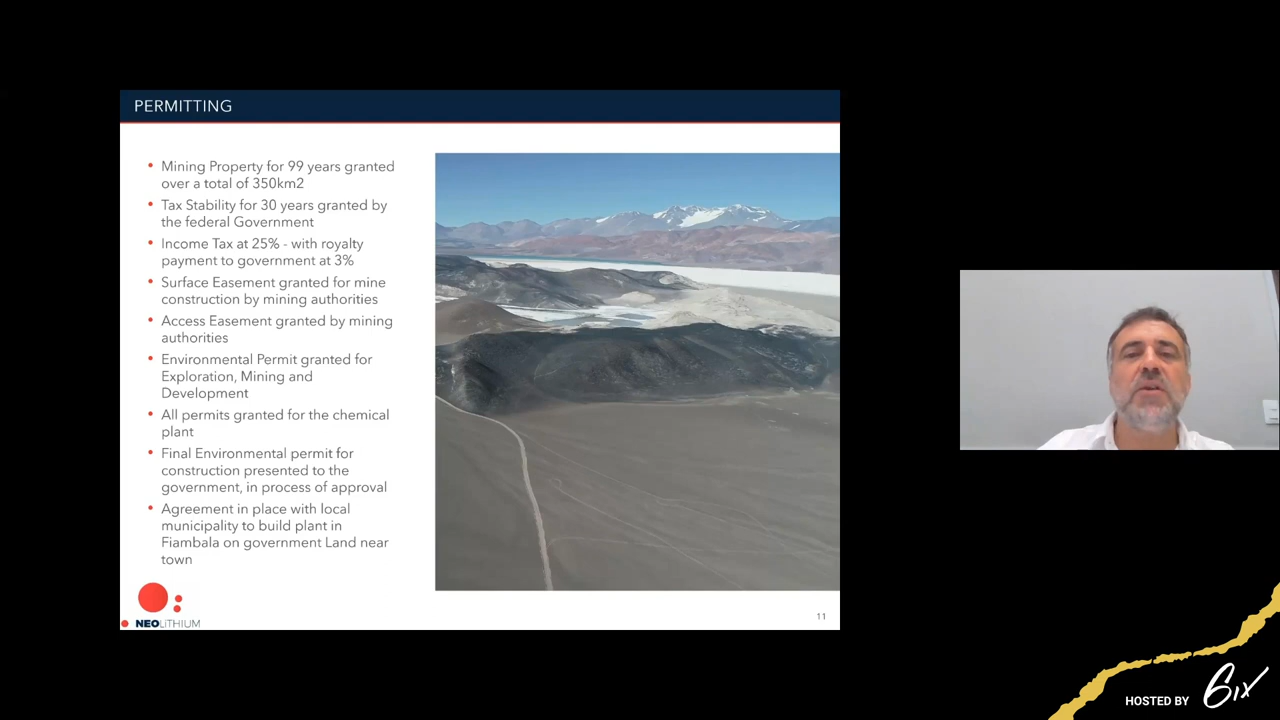 PERMITTING
• Mining Property for 99 years granted
over a total of 350km2
• Tax Stability for 30 years granted by
the federal Government
• Income Tax at 25% - with royalty
payment to government at 3%
• Surface Easement granted for mine
construction by mining authorities
• Access Easement granted by mining
authorities
• Environmental Permit granted for
Exploration, Mining and
Development
• All permits granted for the chemical
plant
• Final Environmental permit for
construction presented to the
government, in process of approval
• Agreement in place with local
municipality to build plant in
Fiambala on government Land near
town
NEOLITHIUM
11
HOSTED BY 6ix